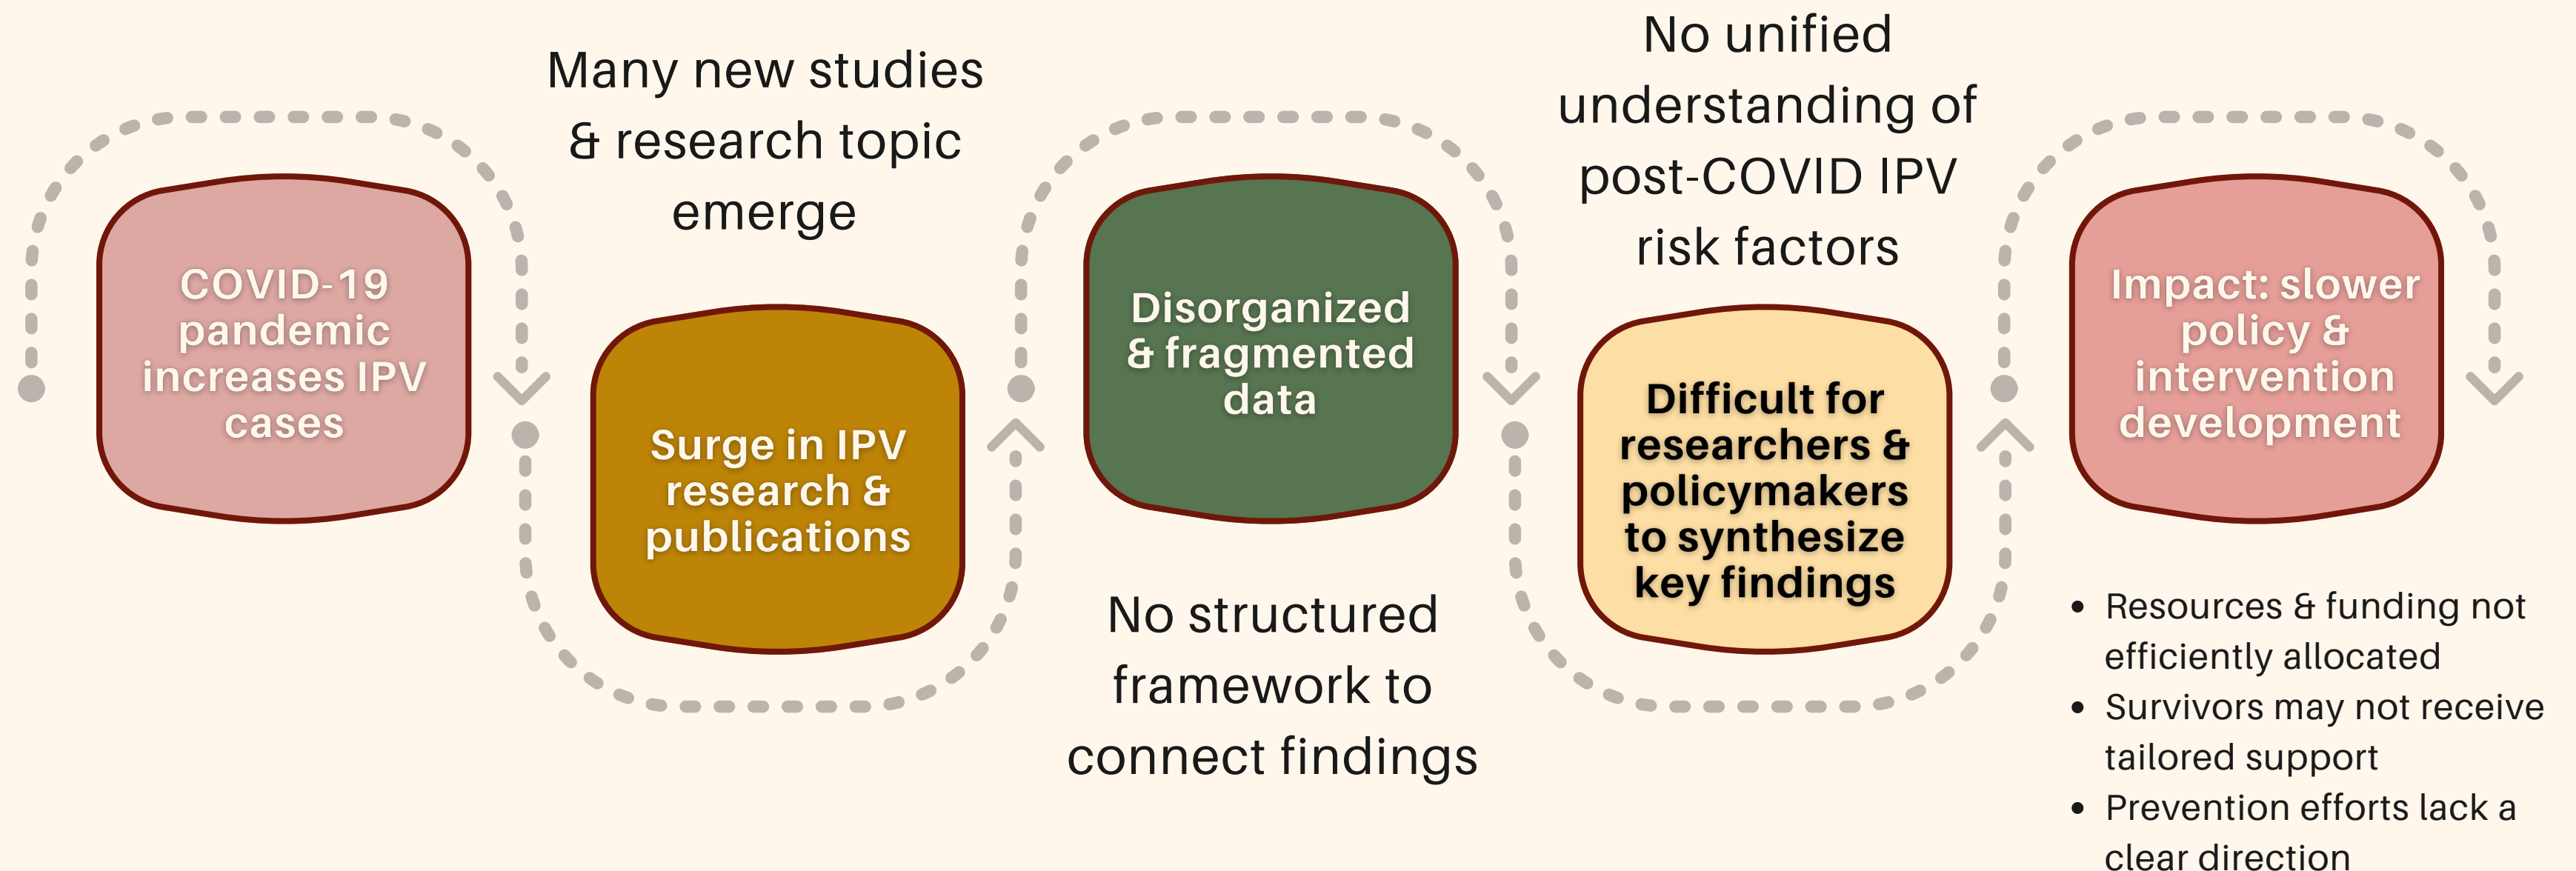 COVID-19
pandemic
increases IPV
cases
Many new studies
& research topic
emerge
Surge in IPV
research &
publications
Disorganized
& fragmented
data
No structured
framework to
connect findings
No unified
understanding of
post-COVID IPV
risk factors
Difficult for
researchers &
policymakers
to synthesize
key findings
Impact: slower
policy &
intervention
development
• Resources & funding not
efficiently allocated
• Survivors may not receive
tailored support
• Prevention efforts lack a
clear direction